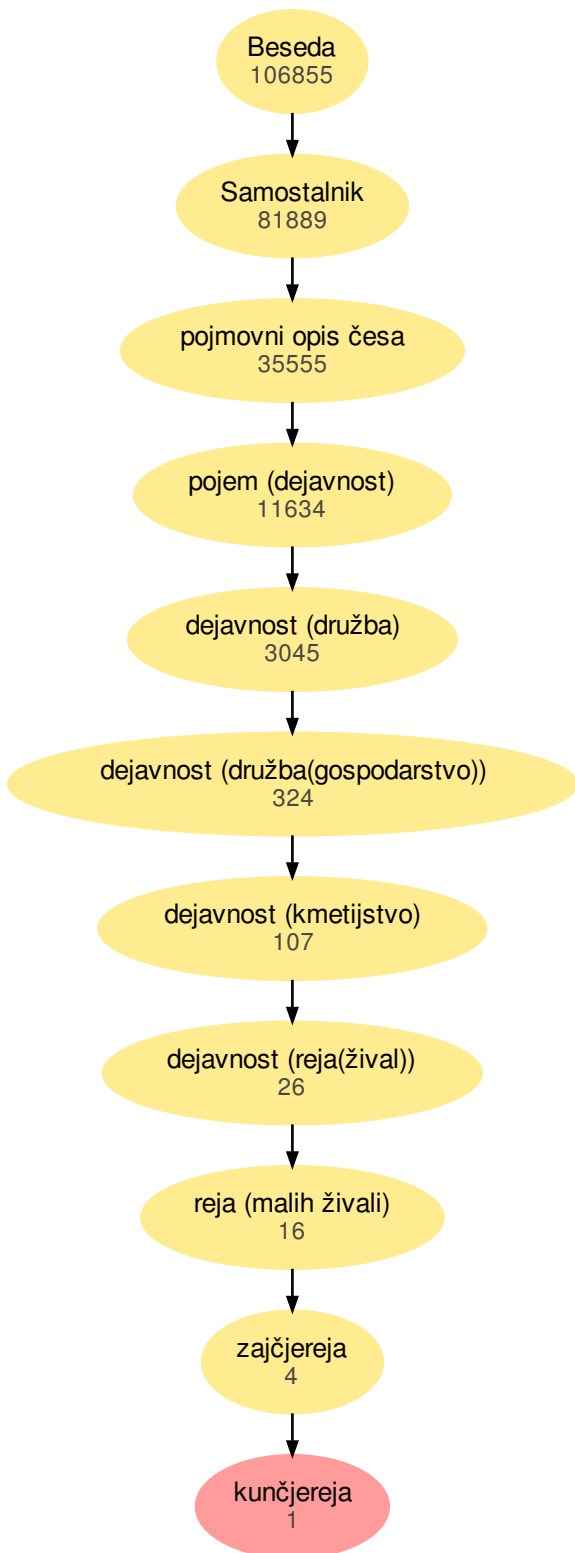 Beseda
106855
Samostalnik
81889
pojmovni opis česa
35555
pojem (dejavnost)
11634
dejavnost (družba)
3045
dejavnost (družba(gospodarstvo))
324
dejavnost (kmetijstvo)
107
dejavnost (reja(žival))
26
reja (malih živali)
16
zajčjereja
4
kunčjereja
1